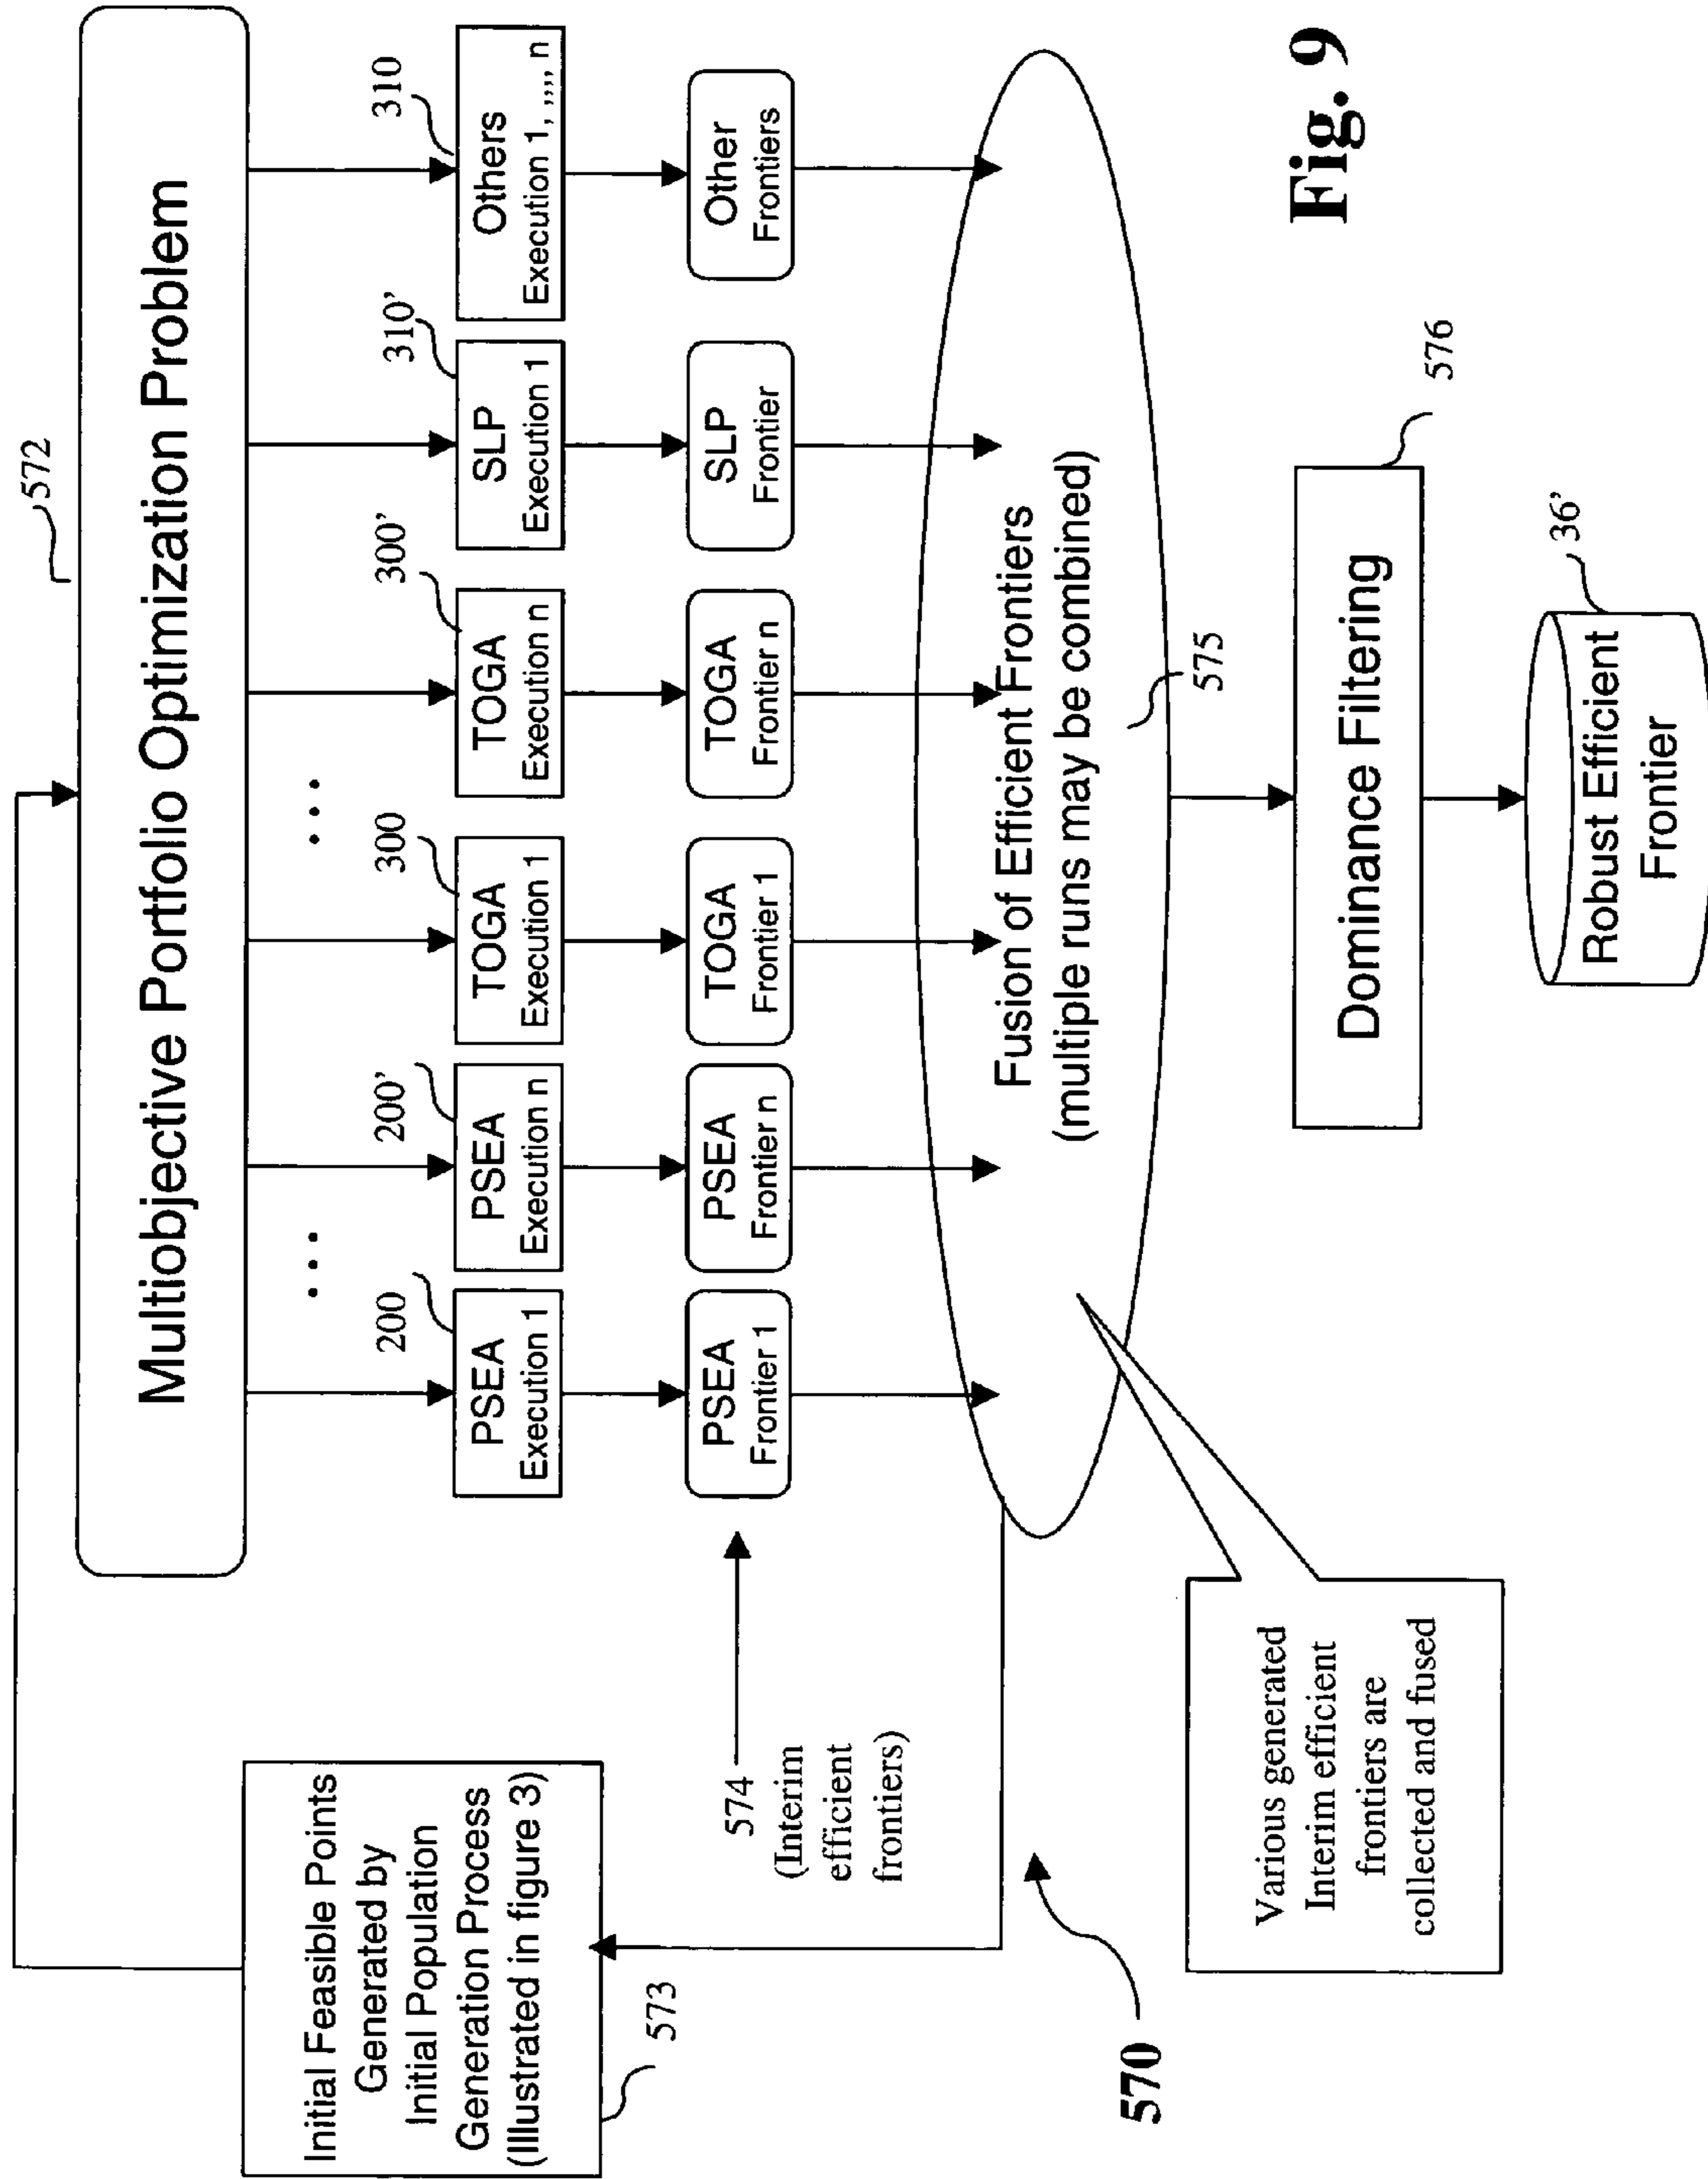 572
Multiobjective Portfolio Optimization Problem
Initial Feasible Points
Generated by
Initial Population
Generation Process
(Illustrated in figure 3)
573
200
200’
300
300’
310’
310
...
...
PSEA
Execution 1
PSEA
Execution n
TOGA
Execution 1
TOGA
Execution n
SLP
Execution 1
Others
Execution 1, ,,,, n
574
(Interim
efficient
frontiers)
PSEA
Frontier 1
PSEA
Frontier n
TOGA
Frontier 1
TOGA
Frontier n
SLP
Frontier
Other
Frontiers
Fusion of Efficient Frontiers
(multiple runs may be combined)
575
570
Various generated
Interim efficient
frontiers are
collected and fused
Dominance Filtering
576
Robust Efficient
Frontier
36’
Fig. 9